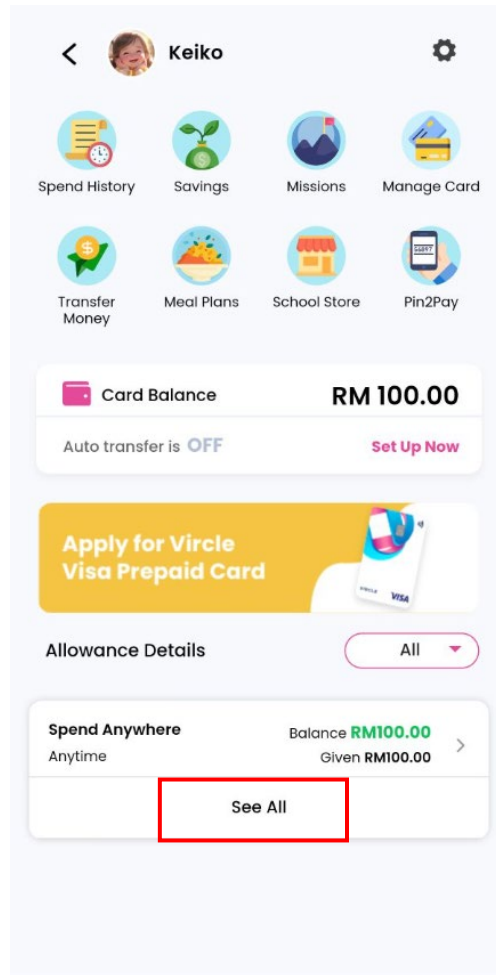 Keiko
Spend History
Savings
Missions
Manage Card
Transfer
Money
Meal Plans
School Store
Pin2Pay
Card Balance
RM 100.00
Auto transfer is OFF
Set Up Now
Apply for Vircle
Visa Prepaid Card
VIRCLE
VISA
Allowance Details
All
Spend Anywhere
Balance RM100.00
Anytime
Given RM100.00
See All